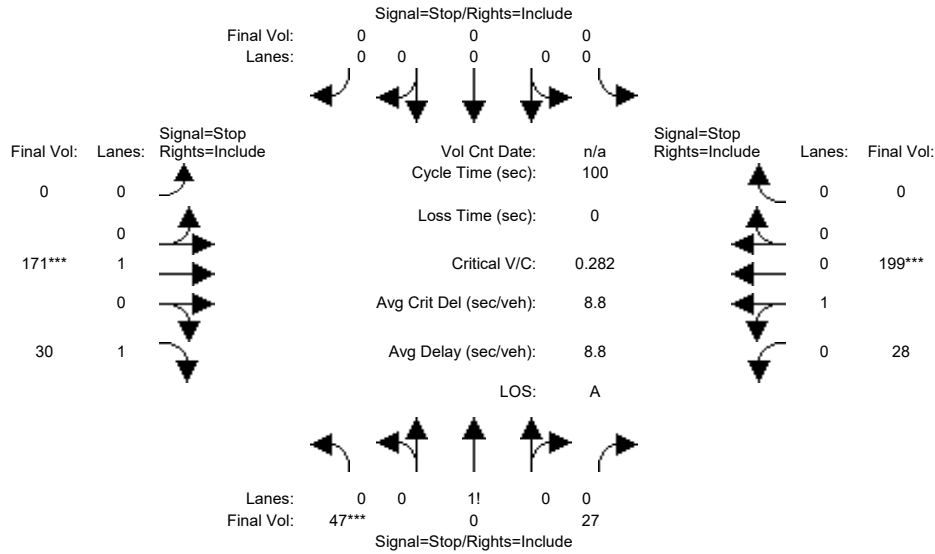 Signal=Stop/Rights=Include
Final Vol: 0 0 0
Lanes: 0 0 0 0 0
Signal=Stop Signal=Stop
Final Vol: Lanes: Rights=Include Vol Cnt Date: n/a Rights=Include Lanes: Final Vol:
Cycle Time (sec): 100
0 0 0 0
Loss Time (sec): 0
0 0
171*** 1 Critical V/C: 0.282 0 199***
0 Avg Crit Del (sec/veh): 8.8 1
30 1 Avg Delay (sec/veh): 8.8 0 28
LOS: A
Lanes: 0 0 1! 0 0
Final Vol: 47*** 0 27
Signal=Stop/Rights=Include